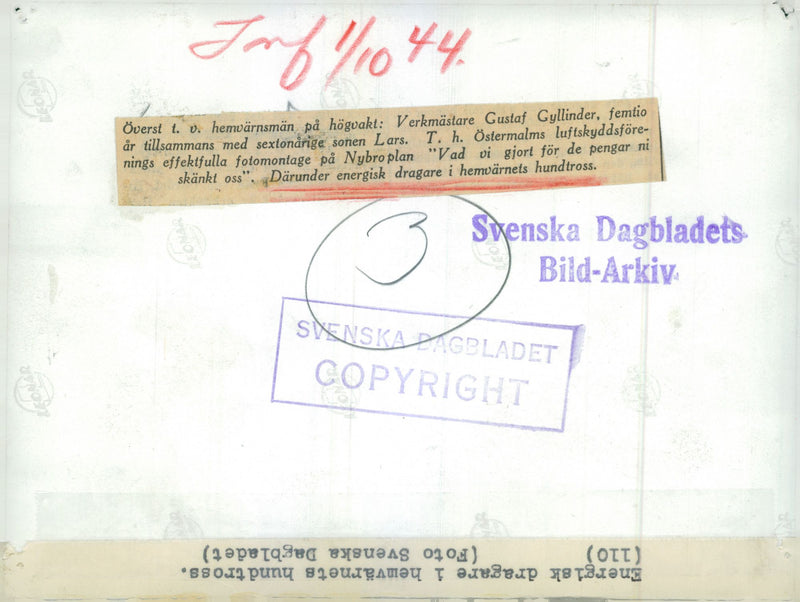 Inf 1/10 44.
Överst t. v. hemvärnsmän på högvakt: Verkmästare Gustaf Gyllinder, femtio
år tillsammans med sextonårige sonen Lars. T. h. Östermalms luftskyddsföre-
nings effektfulla fotomontage på Nybroplan "Vad vi gjort för de pengar ni
skänkt oss". Därunder energisk dragare i hemvärnets hundtross.
3
Svenska Dagbladets
Bild-Arkiv
SVENSKA DAGBLADET
COPYRIGHT
Energisk dragare i hemvärnets hundtross.
(110) (Foto Svenska Dagbladet)